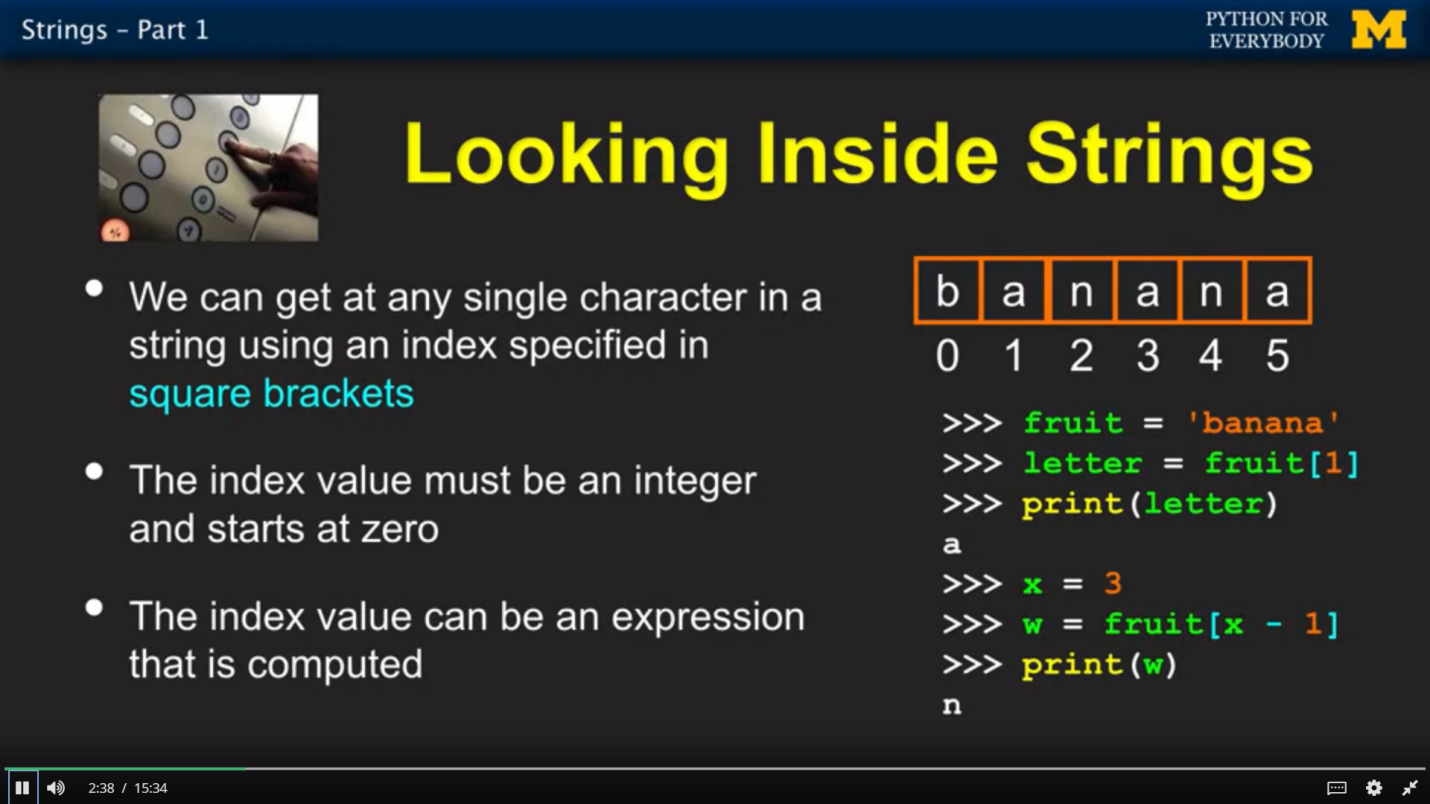 Strings – Part 1
PYTHON FOR
EVERYBODY
M
Looking Inside Strings
• We can get at any single character in a
string using an index specified in
square brackets
• The index value must be an integer
and starts at zero
• The index value can be an expression
that is computed
b a n a n a
0 1 2 3 4 5
>>> fruit = 'banana'
>>> letter = fruit[1]
>>> print(letter)
a
>>> x = 3
>>> w = fruit[x - 1]
>>> print(w)
n
2:38 / 15:34